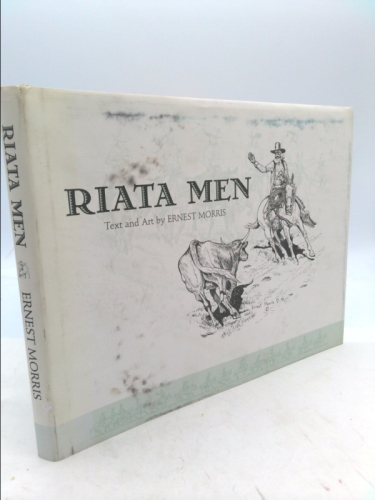 RIATA MEN
Text and Art by ERNEST MORRIS
RIATA MEN
ERNEST MORRIS